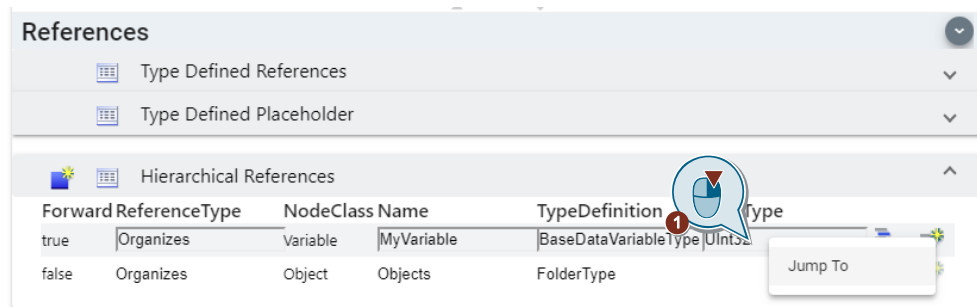 References
Type Defined References
Type Defined Placeholder
Hierarchical References
Forward ReferenceType NodeClass Name TypeDefinition Type
true Organizes Variable MyVariable BaseDataVariableType UInt32
1
Jump To
false Organizes Object Objects FolderType